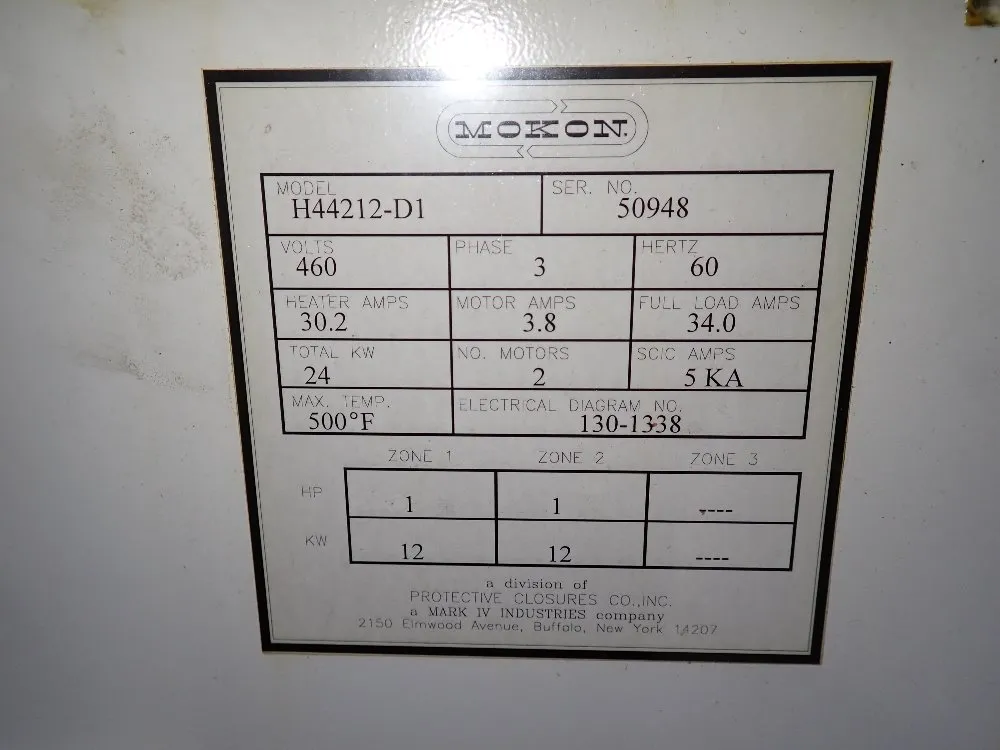 MOKON.
MODEL SER. NO.
H44212-D1 50948
VOLTS PHASE HERTZ
460 3 60
HEATER AMPS MOTOR AMPS FULL LOAD AMPS
30.2 3.8 34.0
TOTAL KW NO. MOTORS SCIC AMPS
24 2 5 KA
MAX. TEMP. ELECTRICAL DIAGRAM NO.
500°F 130-1338
ZONE 1 ZONE 2 ZONE 3
HP 1 1 ----
KW 12 12 ----
a division of
PROTECTIVE CLOSURES CO.,INC.
a MARK IV INDUSTRIES company
2150 Elmwood Avenue, Buffalo, New York 14207